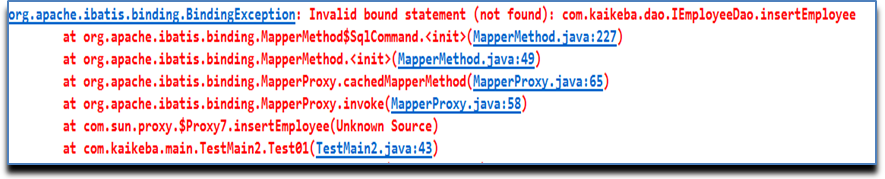 org.apache.ibatis.binding.BindingException: Invalid bound statement (not found): com.kaikeba.dao.IEmployeeDao.insertEmployee
at org.apache.ibatis.binding.MapperMethod$SqlCommand.<init>(MapperMethod.java:227)
at org.apache.ibatis.binding.MapperMethod.<init>(MapperMethod.java:49)
at org.apache.ibatis.binding.MapperProxy.cachedMapperMethod(MapperProxy.java:65)
at org.apache.ibatis.binding.MapperProxy.invoke(MapperProxy.java:58)
at com.sun.proxy.$Proxy7.insertEmployee(Unknown Source)
at com.kaikeba.main.TestMain2.Test01(TestMain2.java:43)